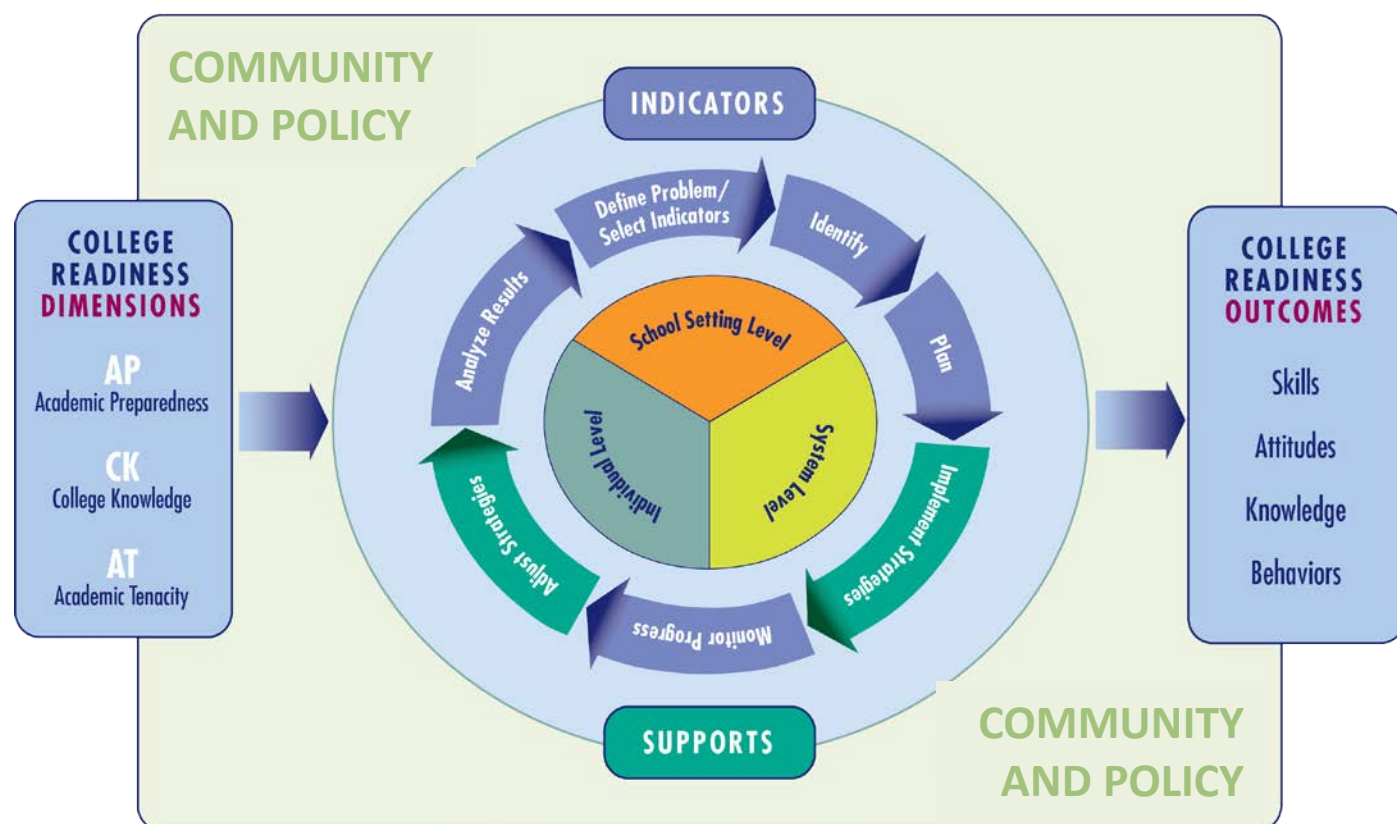 COMMUNITY
AND POLICY
INDICATORS
COLLEGE
READINESS
DIMENSIONS
AP
Academic Preparedness
CK
College Knowledge
AT
Academic Tenacity
Define Problem/
Select Indicators
Identify
Plan
Implement Strategies
Monitor Progress
Adjust Strategies
Analyze Results
School Setting Level
System Level
Individual Level
SUPPORTS
COLLEGE
READINESS
OUTCOMES
Skills
Attitudes
Knowledge
Behaviors
COMMUNITY
AND POLICY